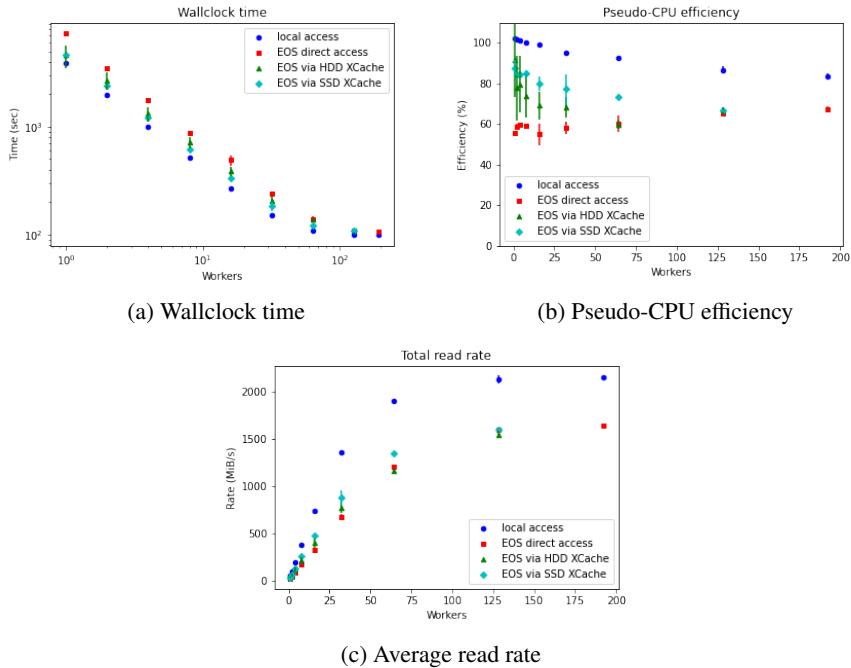 Wallclock time
local access
EOS direct access
EOS via HDD XCache
EOS via SSD XCache
Time (sec)
10^3
10^2
10^0
10^1
10^2
Workers
(a) Wallclock time
Pseudo-CPU efficiency
Efficiency (%)
100
80
60
40
20
0
local access
EOS direct access
EOS via HDD XCache
EOS via SSD XCache
0 25 50 75 100 125 150 175 200
Workers
(b) Pseudo-CPU efficiency
Total read rate
Rate (MiB/s)
2000
1500
1000
500
0
local access
EOS direct access
EOS via HDD XCache
EOS via SSD XCache
0 25 50 75 100 125 150 175 200
Workers
(c) Average read rate